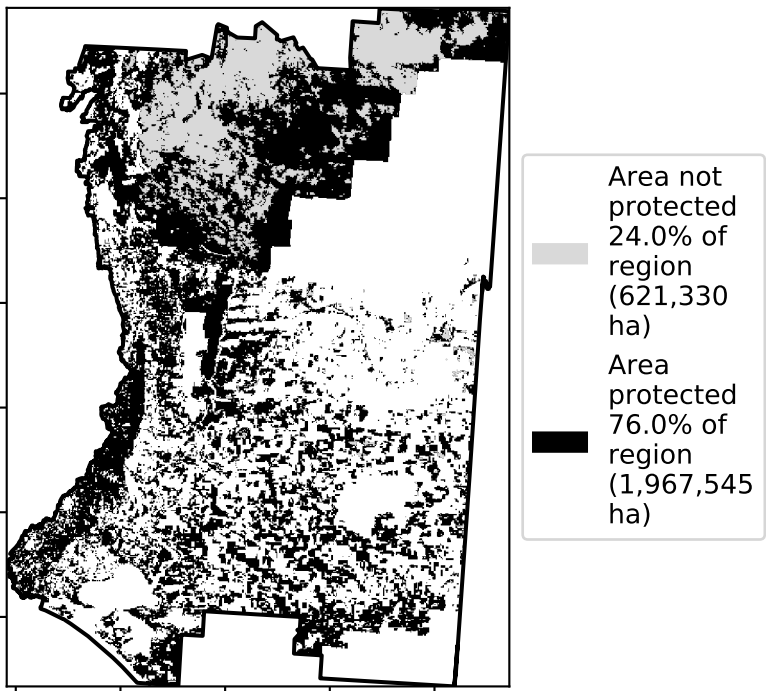 Area not
protected
24.0% of
region
(621,330
ha)
Area
protected
76.0% of
region
(1,967,545
ha)